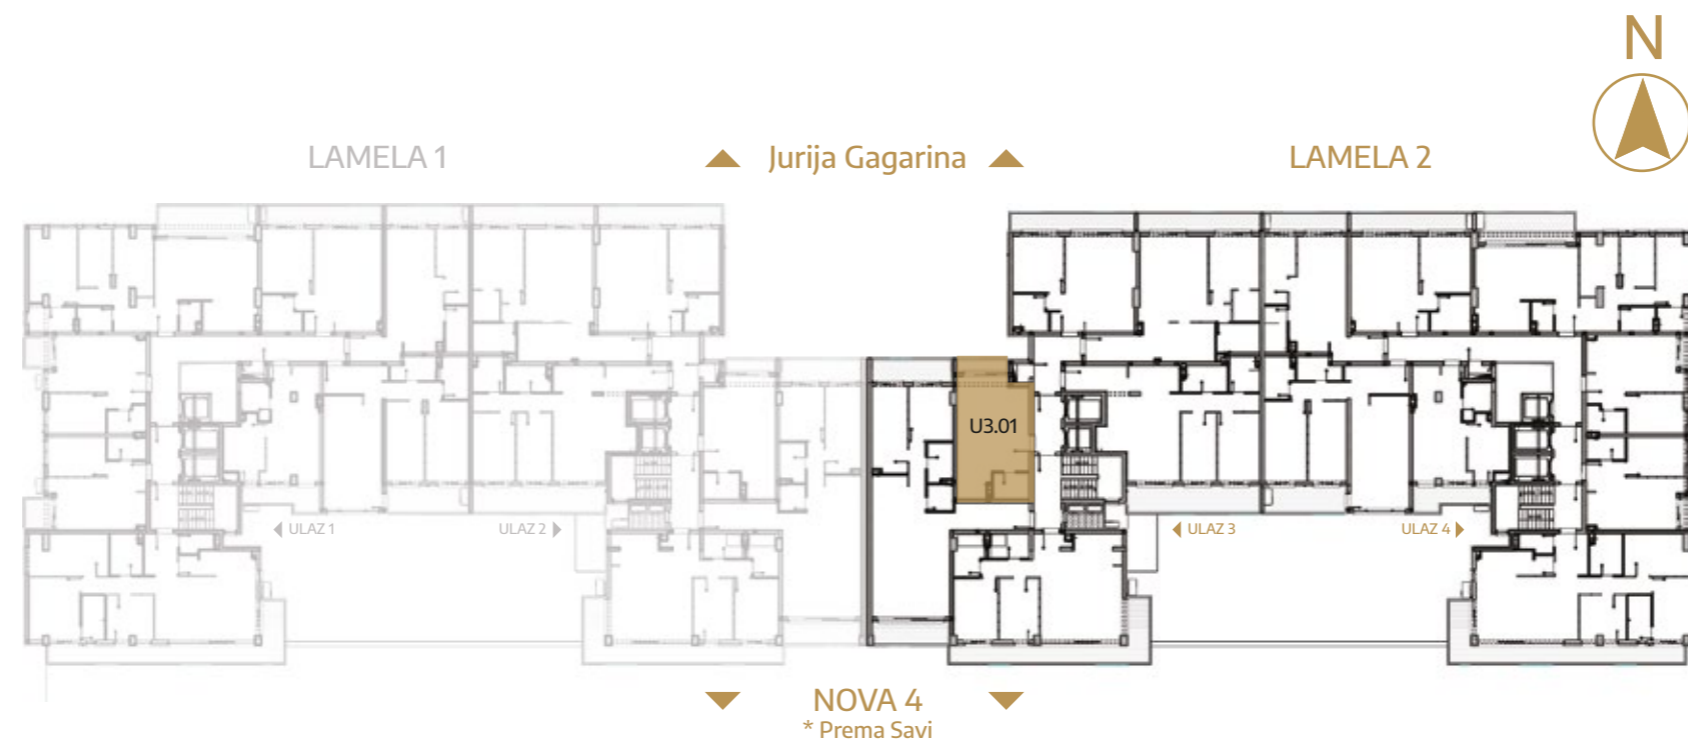 N
LAMELA 1
Jurija Gagarina
LAMELA 2
U3.01
ULAZ 1
ULAZ 2
ULAZ 3
ULAZ 4
NOVA 4
* Prema Savi